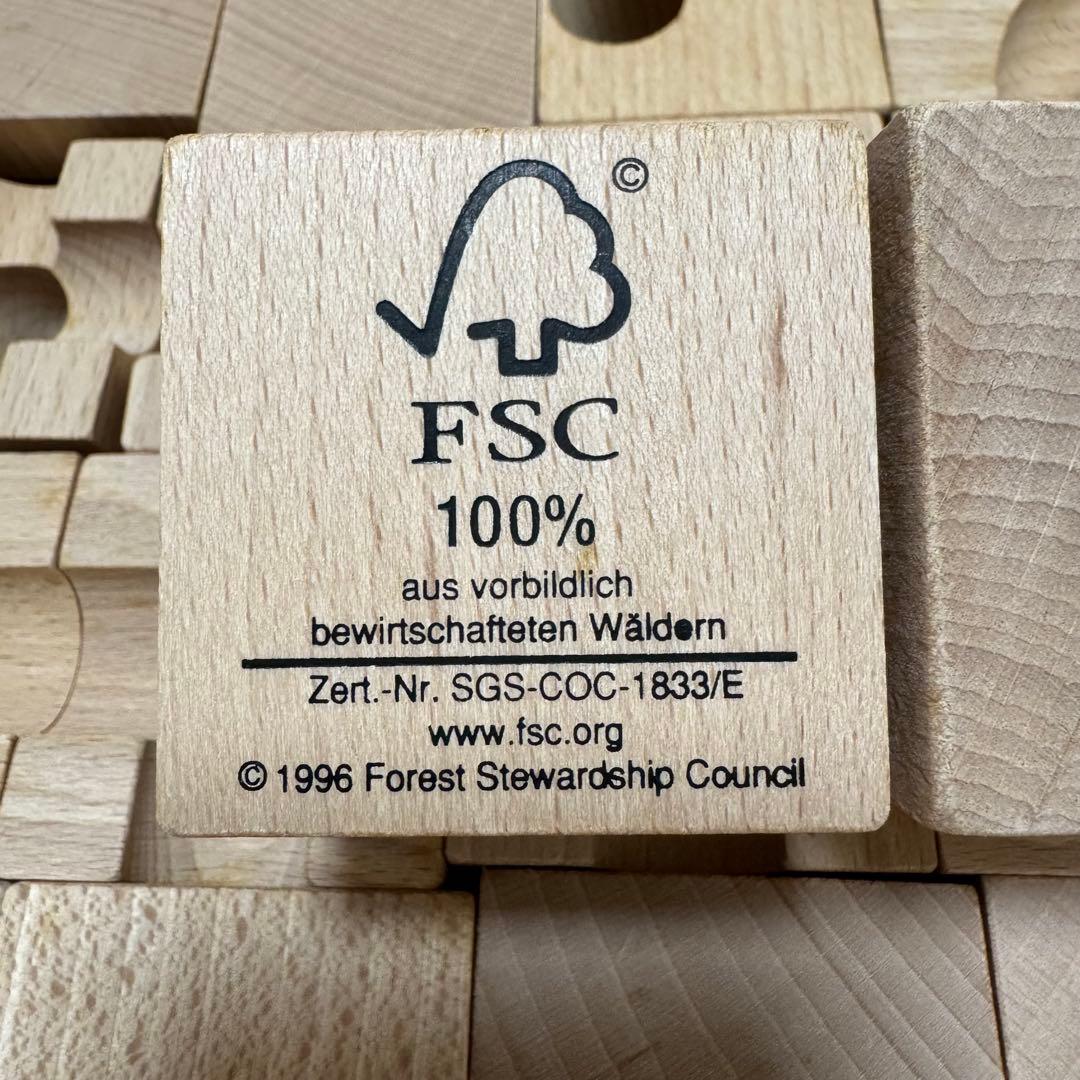 ©
FSC
100%
aus vorbildlich
bewirtschafteten Wäldern
Zert.-Nr. SGS-COC-1833/E
www.fsc.org
© 1996 Forest Stewardship Council